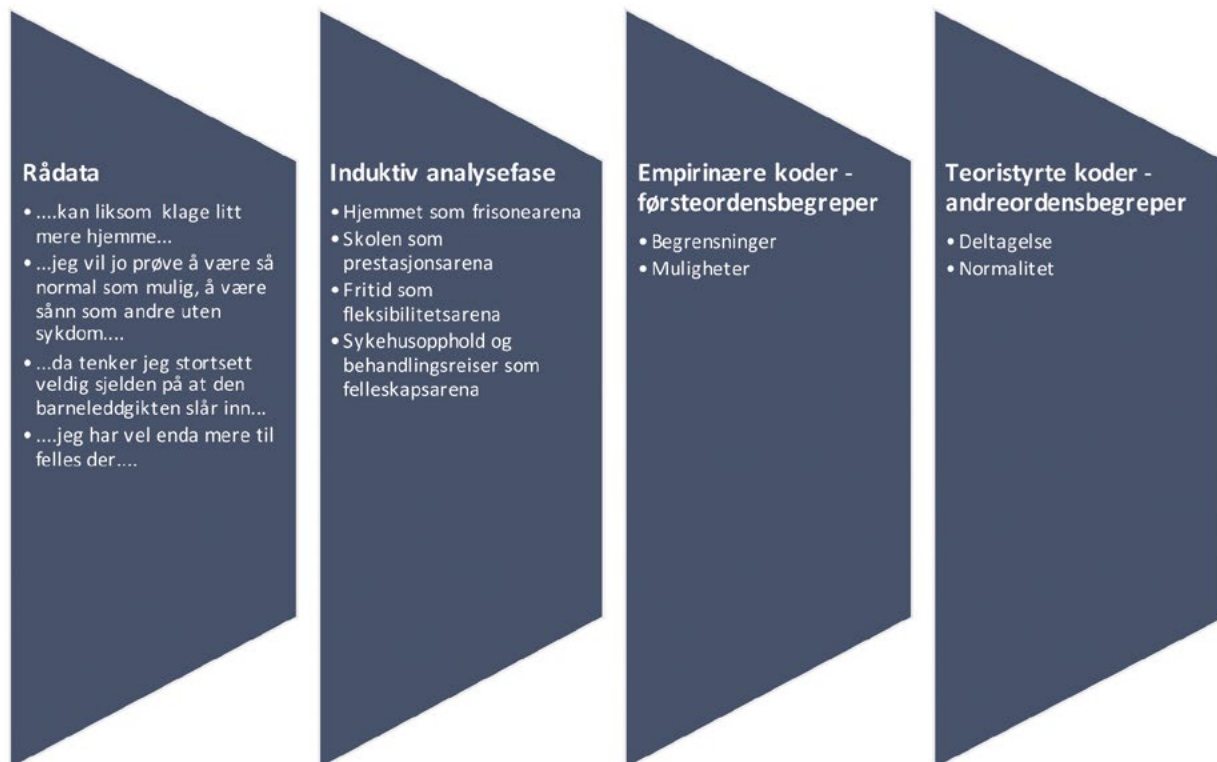 Rådata
• ....kan liksom klage litt
mere hjemme...
• ...jeg vil jo prøve å være så
normal som mulig, å være
sånn som andre uten
sykdom....
• ...da tenker jeg stortsett
veldig sjelden på at den
barneleddgikten slår inn...
• ....jeg har vel enda mere til
felles der....
Induktiv analysefase
• Hjemmet som frisonearena
• Skolen som
prestasjonsarena
• Fritid som
fleksibilitetsarena
• Sykehusopphold og
behandlingsreiser som
felleskapsarena
Empirinære koder -
førsteordensbegreper
• Begrensninger
• Muligheter
Teoristyrte koder -
andreordensbegreper
• Deltagelse
• Normalitet